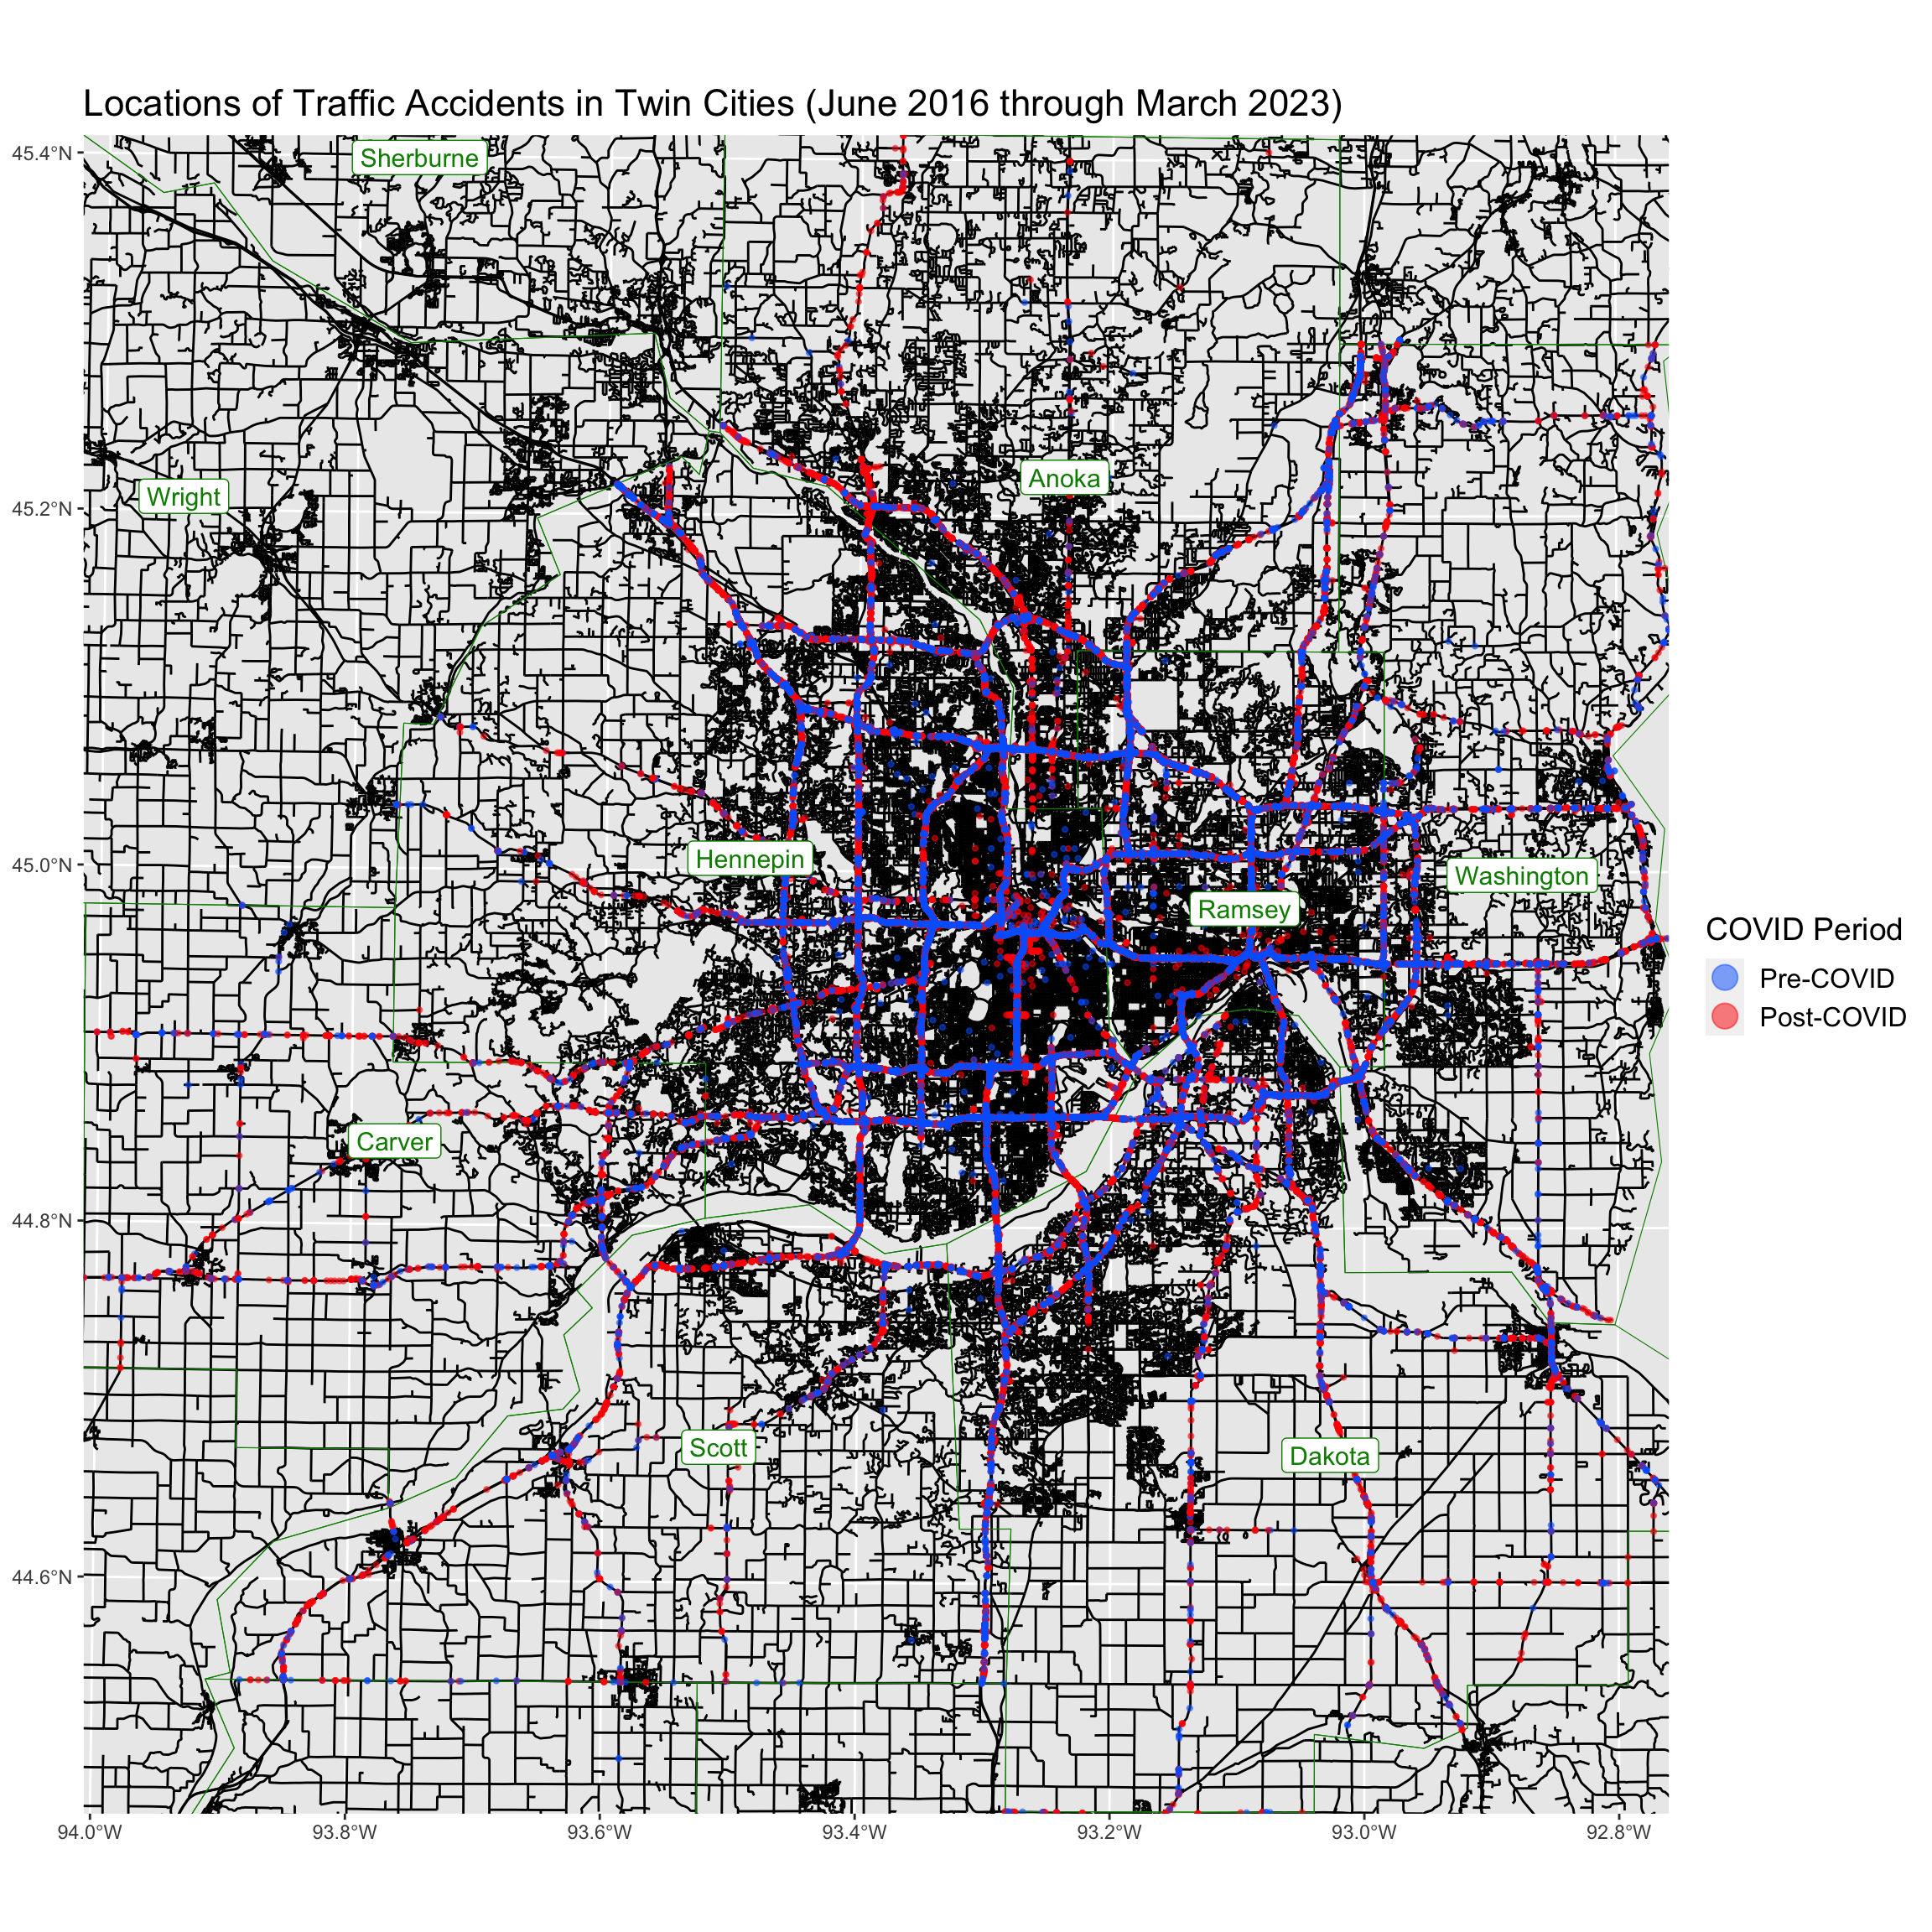 Locations of Traffic Accidents in Twin Cities (June 2016 through March 2023)
45.4°N
45.2°N
45.0°N
44.8°N
44.6°N
Sherburne
Anoka
Wright
Hennepin
Washington
Ramsey
Carver
Scott
Dakota
COVID Period
Pre-COVID
Post-COVID
94.0°W
93.8°W
93.6°W
93.4°W
93.2°W
93.0°W
92.8°W